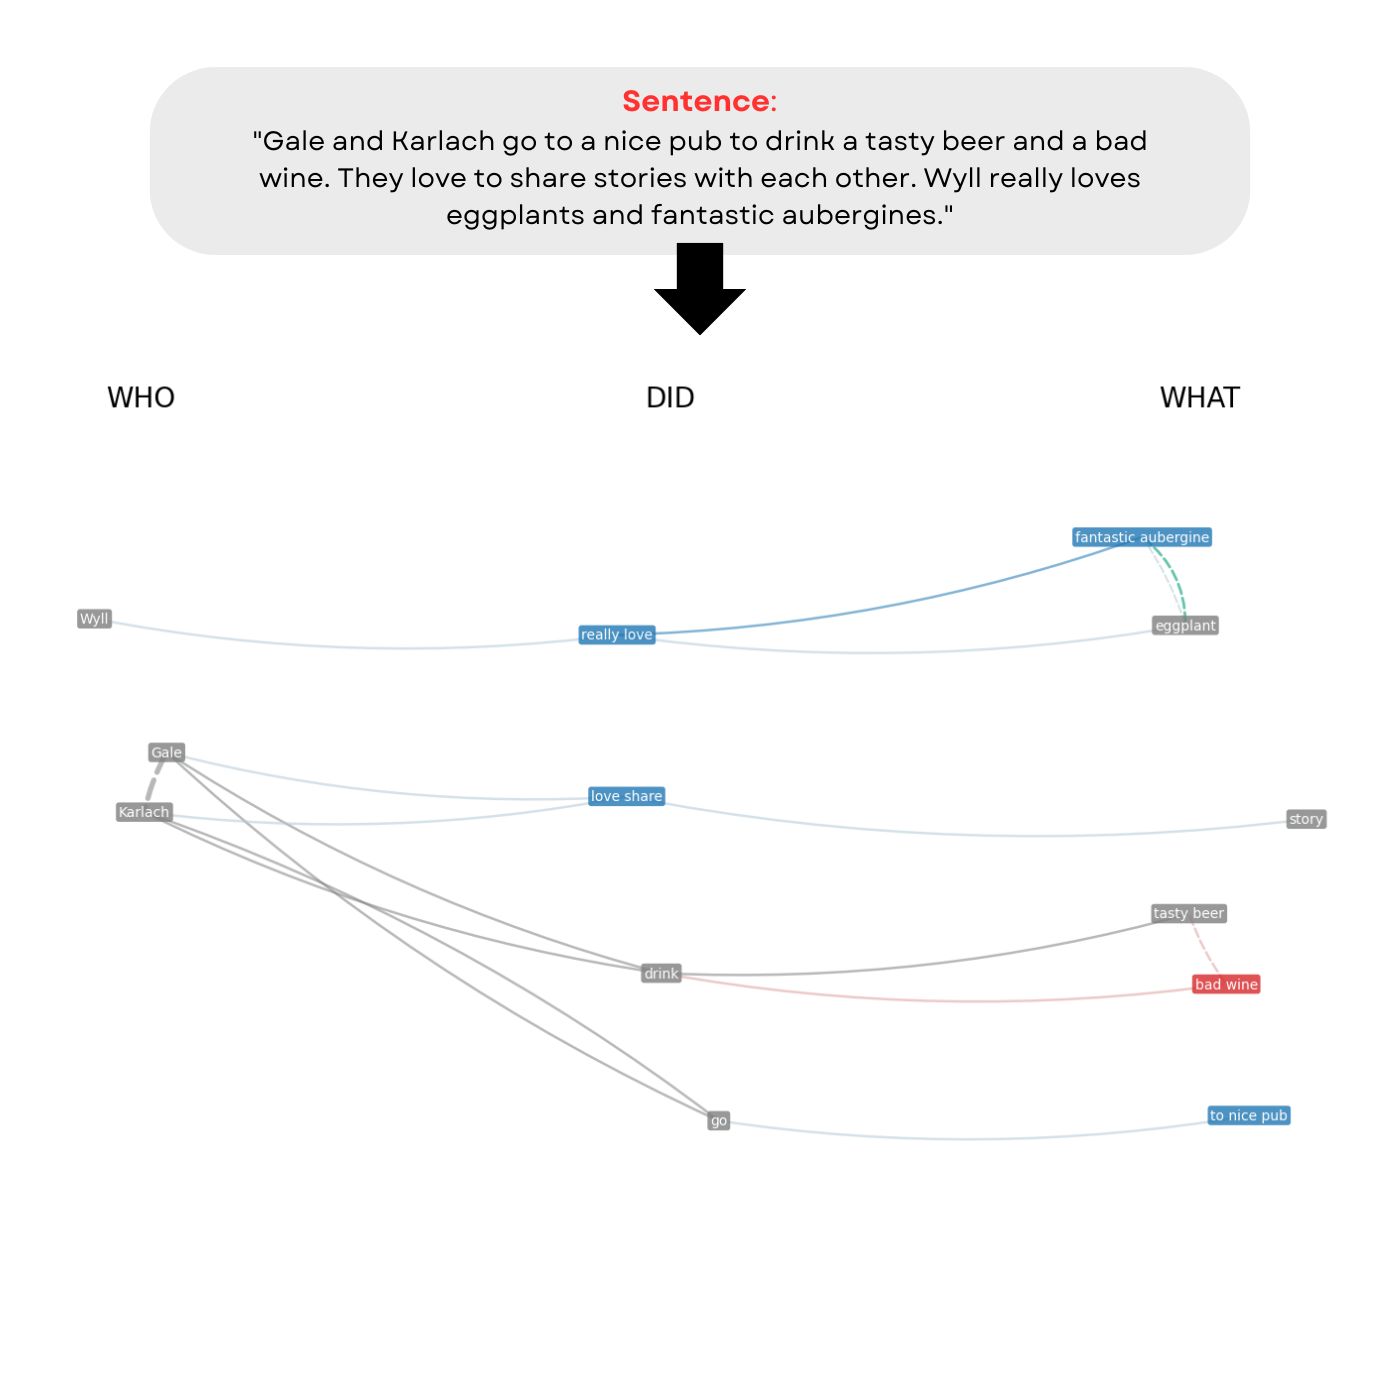 Sentence:
"Gale and Karlach go to a nice pub to drink a tasty beer and a bad
wine. They love to share stories with each other. Wyll really loves
eggplants and fantastic aubergines."
WHO DID WHAT
fantastic aubergine
Wyll
really love
eggplant
Gale
love share
Karlach
story
tasty beer
drink
bad wine
go
to nice pub